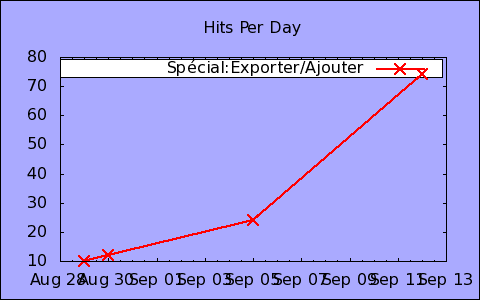 Hits Per Day
Spécial:Exporter/Ajouter
80
70
60
50
40
30
20
10
Aug 28 Aug 30 Sep 01 Sep 03 Sep 05 Sep 07 Sep 09 Sep 11 Sep 13